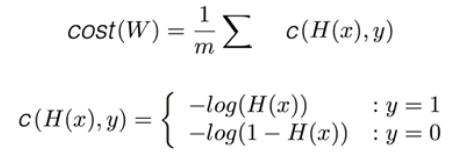 cost(W) = 1/m ∑ c(H(x), y)
c(H(x), y) = { −log(H(x)) : y = 1
−log(1 − H(x)) : y = 0